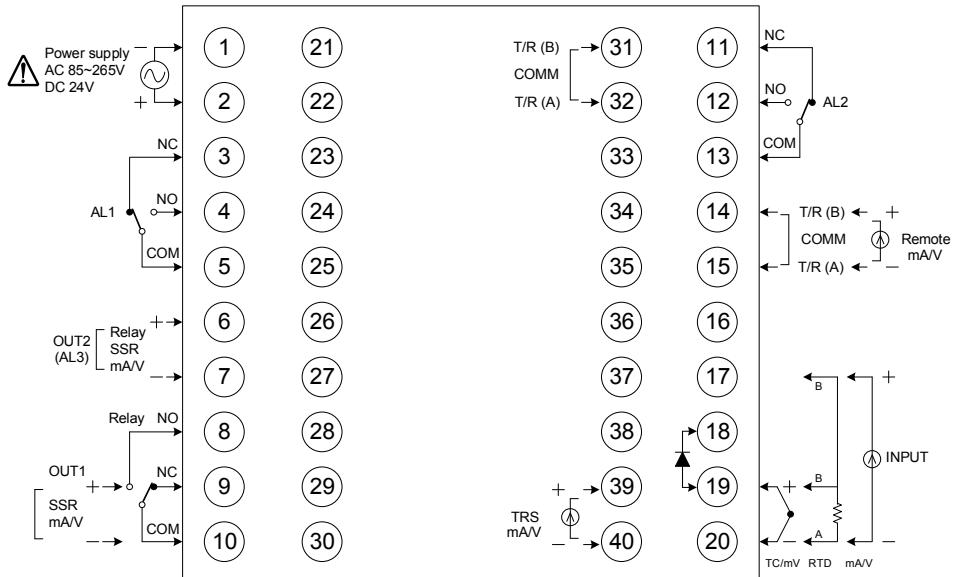 Power supply
AC 85~265V
DC 24V
−
+
1
2
NC
NO
COM
AL1
3
4
5
OUT2
(AL3)
Relay
SSR
mA/V
+
−
6
7
Relay NO
NC
COM
OUT1
SSR
mA/V
+
−
8
9
10
21
22
23
24
25
26
27
28
29
30
T/R (B)
COMM
T/R (A)
31
32
33
34
35
36
37
38
39
40
TRS
mA/V
+
−
11
12
13
14
15
16
17
18
19
20
NC
NO
COM
AL2
T/R (B)
COMM
T/R (A)
+
−
Remote
mA/V
B
B
A
+
−
+
−
INPUT
TC/mV RTD mA/V